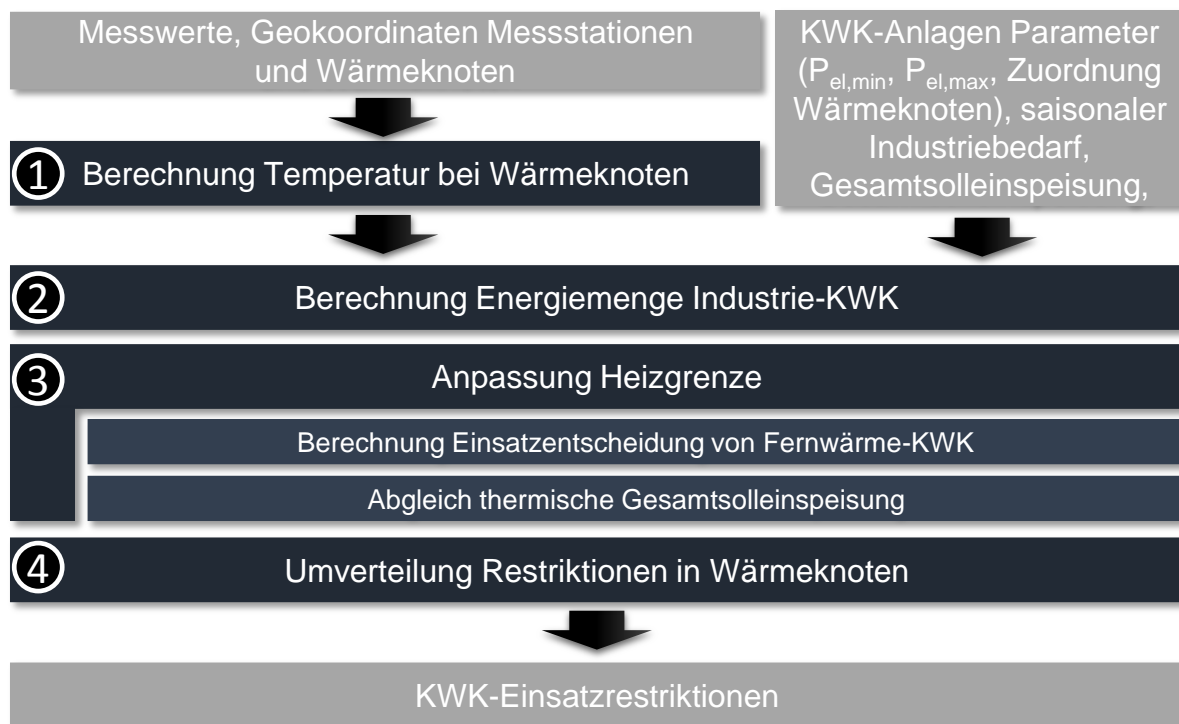 Messwerte, Geokoordinaten Messstationen
und Wärmeknoten
KWK-Anlagen Parameter
(Pel,min, Pel,max, Zuordnung
Wärmeknoten), saisonaler
Industriebedarf,
Gesamtsolleinspeisung,
1 Berechnung Temperatur bei Wärmeknoten
2 Berechnung Energiemenge Industrie-KWK
3 Anpassung Heizgrenze
Berechnung Einsatzentscheidung von Fernwärme-KWK
Abgleich thermische Gesamtsolleinspeisung
4 Umverteilung Restriktionen in Wärmeknoten
KWK-Einsatzrestriktionen